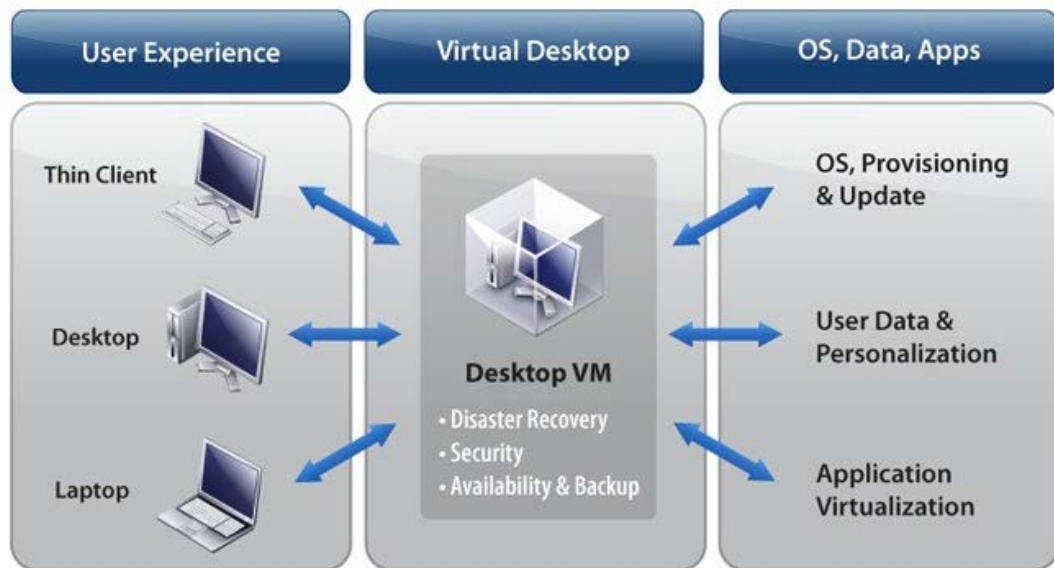 User Experience
Virtual Desktop
OS, Data, Apps
Thin Client
Desktop
Laptop
Desktop VM
• Disaster Recovery
• Security
• Availability & Backup
OS, Provisioning
& Update
User Data &
Personalization
Application
Virtualization